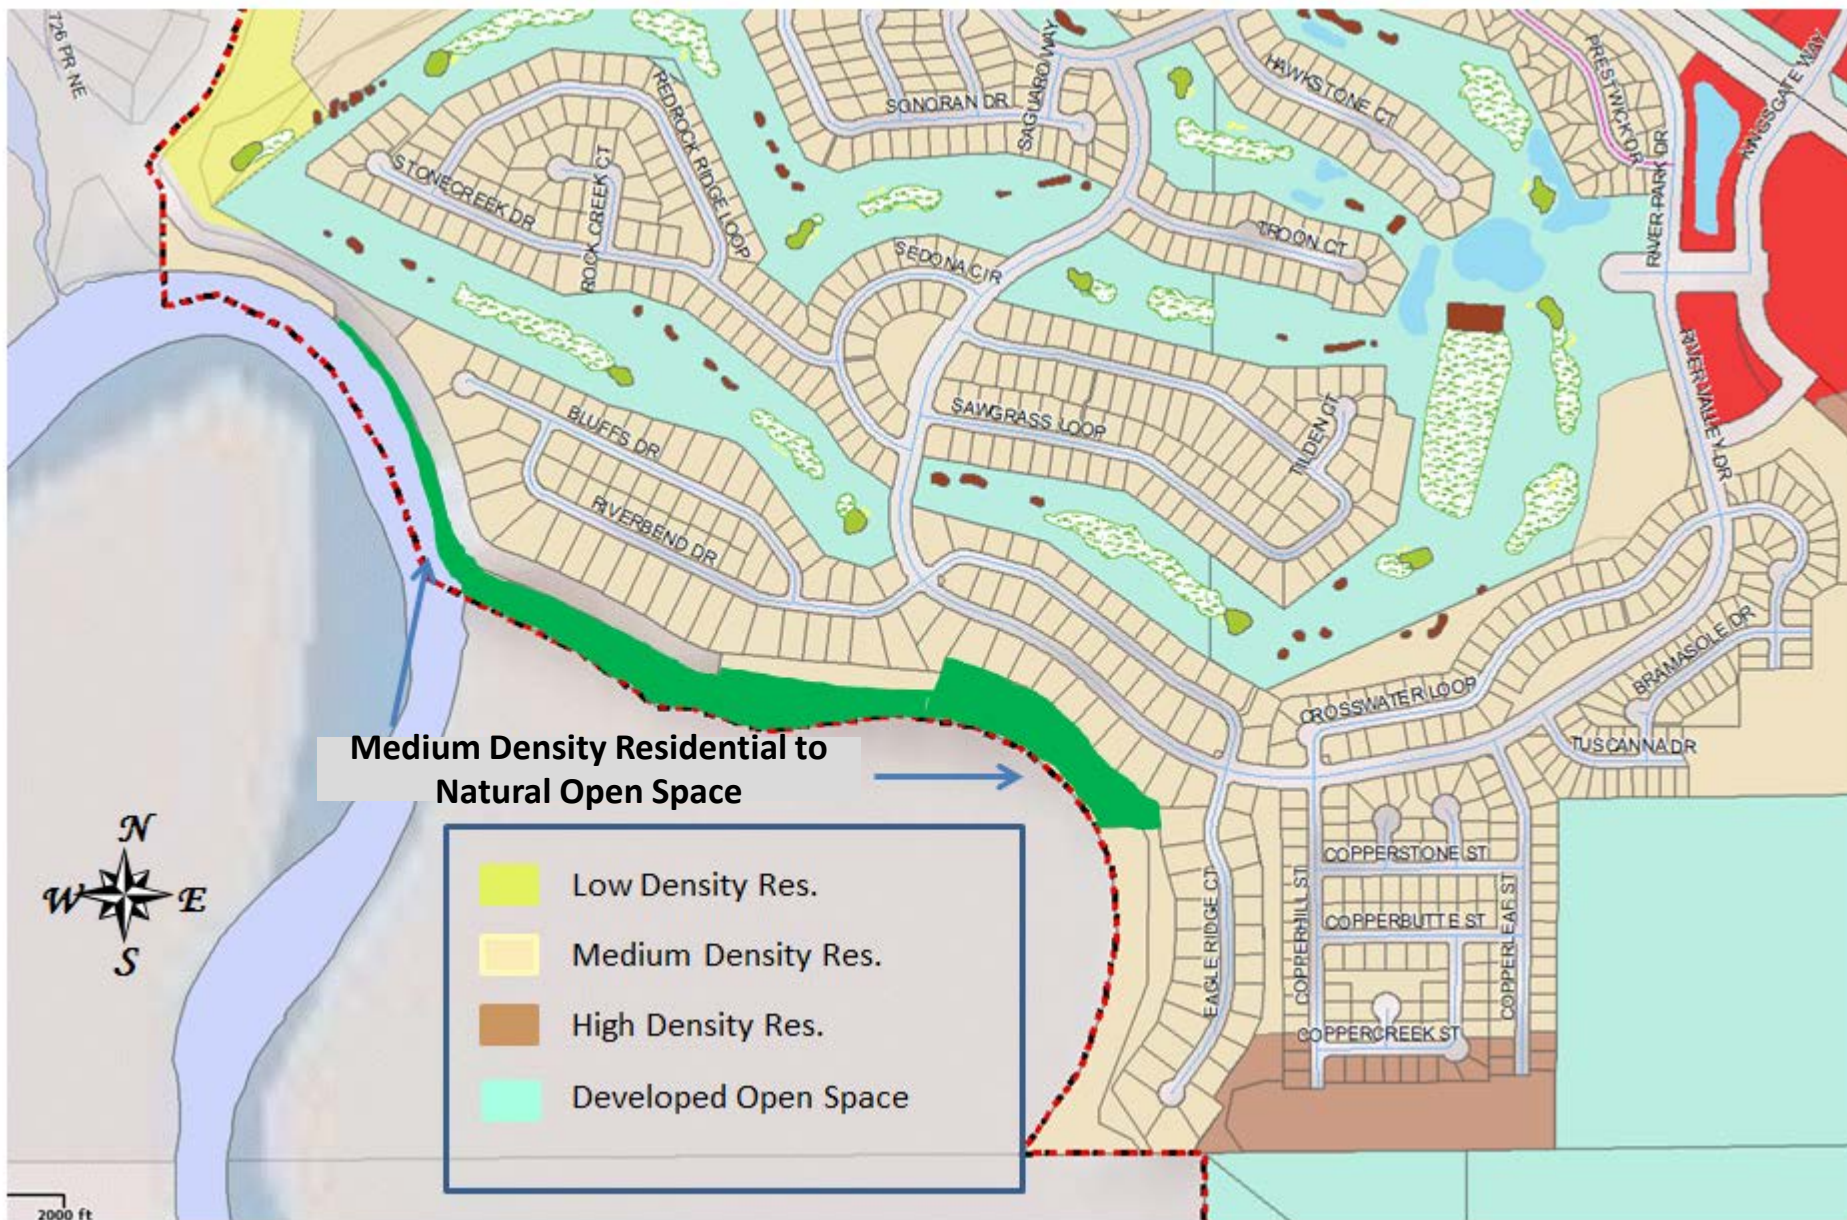 726 PR NE
REDROCK RIDGE LOOP
SONORAN DR
SAGUARO WAY
HAWKSTONE CT
PRESTWICK DR
RIVER PARK DR
KINGSGATE WAY
STONECREEK DR
ROCK CREEK CT
SEDONA CIR
TROON CT
RIVER VALLEY DR
BLUFFS DR
SAWGRASS LOOP
TILDEN CT
RIVERBEND DR
BRAMASOLE DR
CROSSWATER LOOP
TUSCANNA DR
Medium Density Residential to
Natural Open Space
N
W E
S
Low Density Res.
Medium Density Res.
High Density Res.
Developed Open Space
EAGLE RIDGE CT
COPPERHILL ST
COPPERSTONE ST
COPPERBUTTE ST
COPPERLEAF ST
COPPERCREEK ST
2000 ft